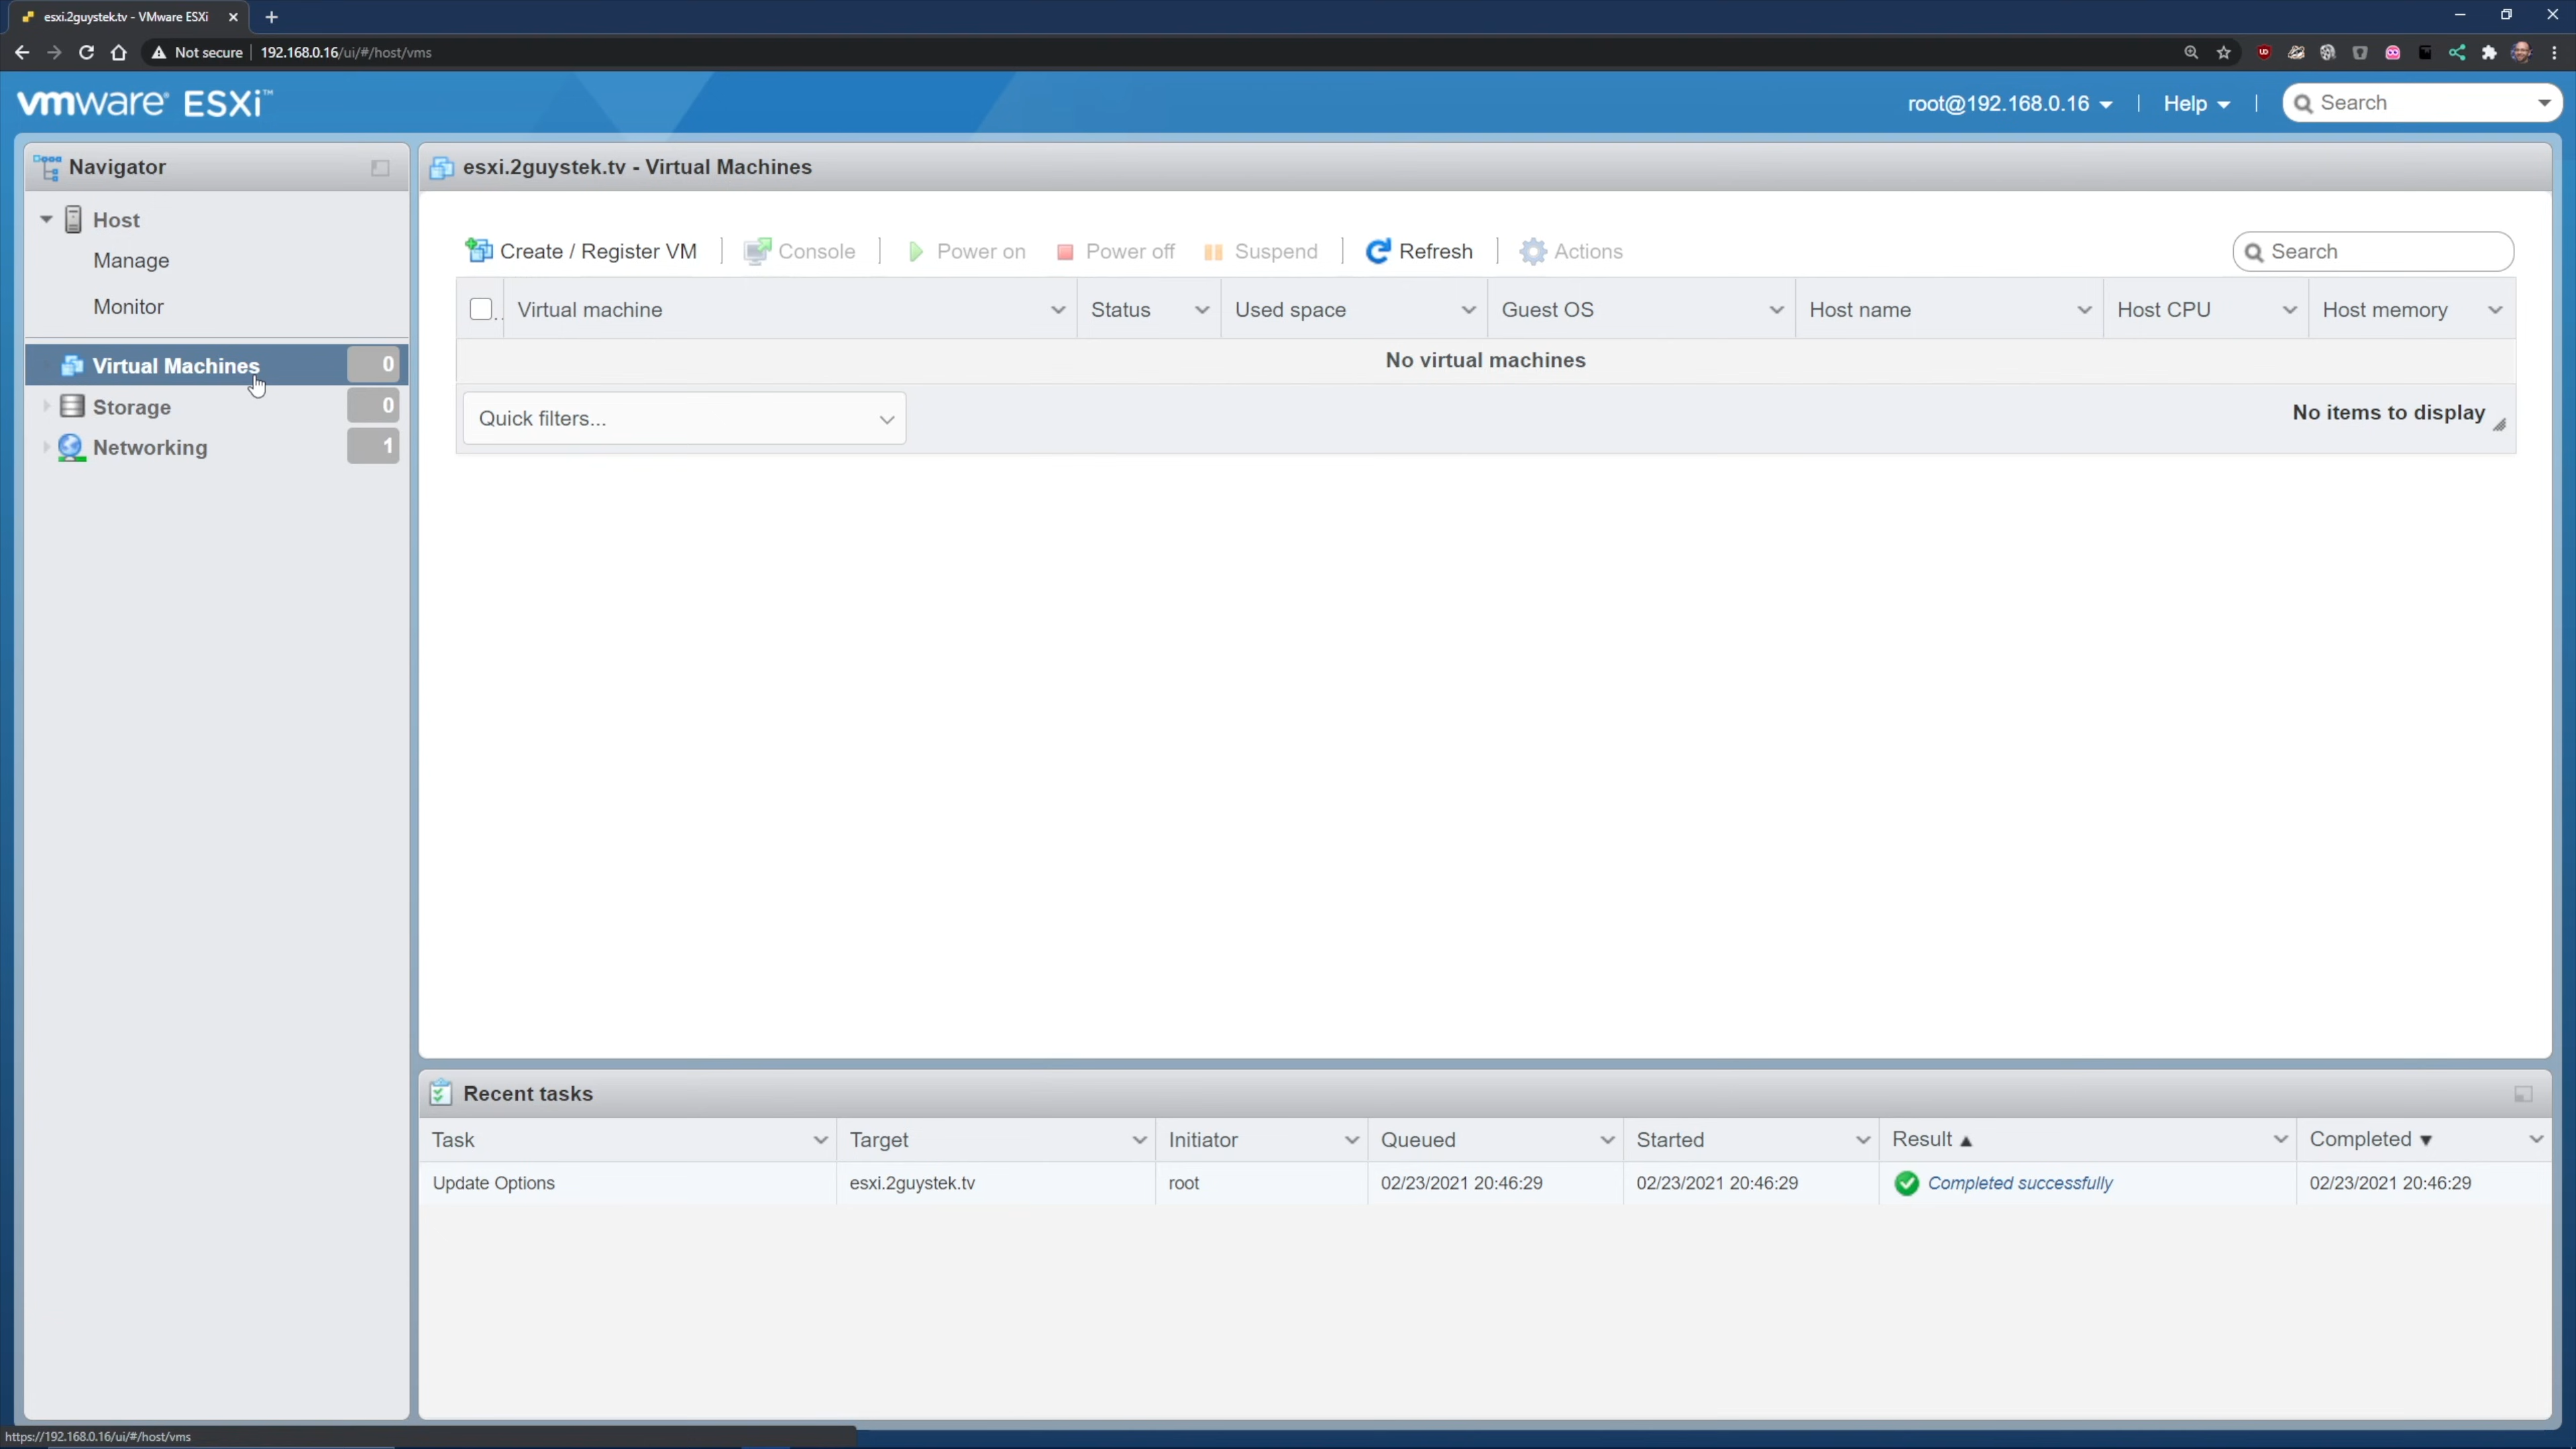 esxi.2guystek.tv - VMware ESXi
Not secure 192.168.0.16/ui/#/host/vms
vmware® ESXi™
root@192.168.0.16 Help Search
Navigator
Host
Manage
Monitor
Virtual Machines 0
Storage 0
Networking 1
esxi.2guystek.tv - Virtual Machines
Create / Register VM Console Power on Power off Suspend Refresh Actions Search
Virtual machine Status Used space Guest OS Host name Host CPU Host memory
No virtual machines
Quick filters... No items to display
Recent tasks
Task Target Initiator Queued Started Result Completed
Update Options esxi.2guystek.tv root 02/23/2021 20:46:29 02/23/2021 20:46:29 Completed successfully 02/23/2021 20:46:29
https://192.168.0.16/ui/#/host/vms